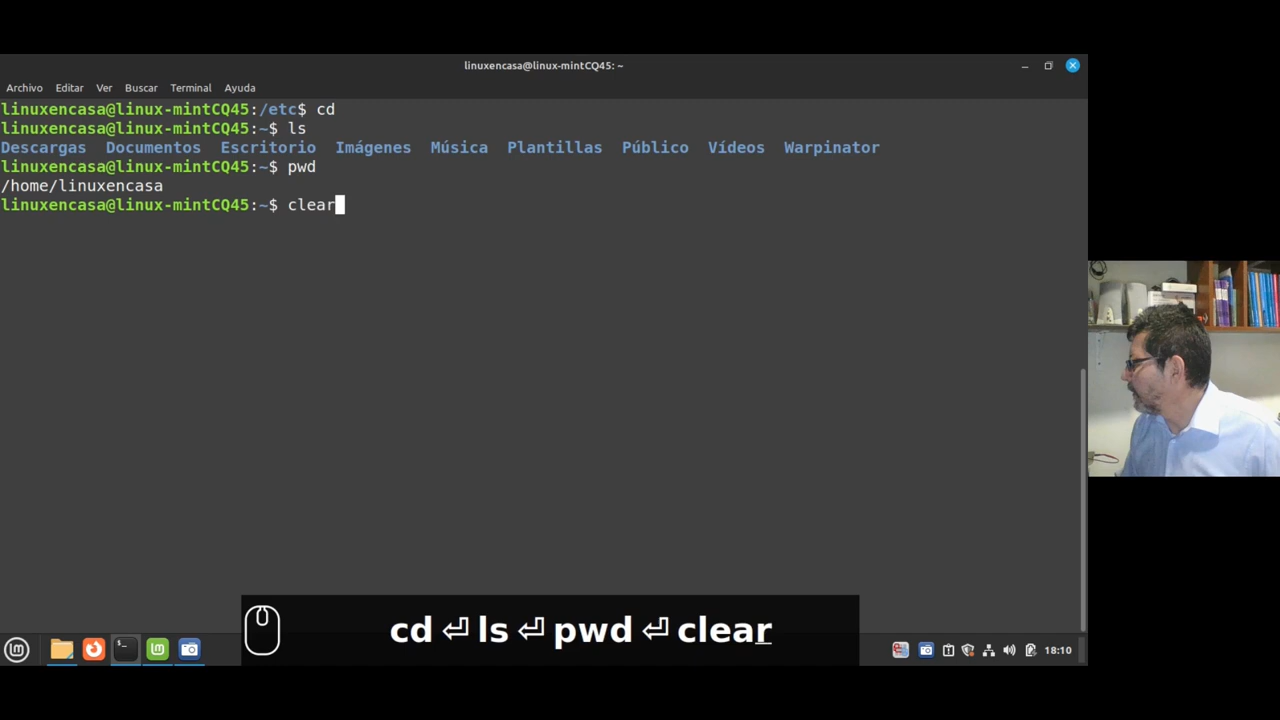 linuxencasa@linux-mintCQ45: ~
Archivo Editar Ver Buscar Terminal Ayuda
linuxencasa@linux-mintCQ45:/etc$ cd
linuxencasa@linux-mintCQ45:~$ ls
Descargas Documentos Escritorio Imágenes Música Plantillas Público Vídeos Warpinator
linuxencasa@linux-mintCQ45:~$ pwd
/home/linuxencasa
linuxencasa@linux-mintCQ45:~$ clear
cd ⏎ ls ⏎ pwd ⏎ clear
18:10